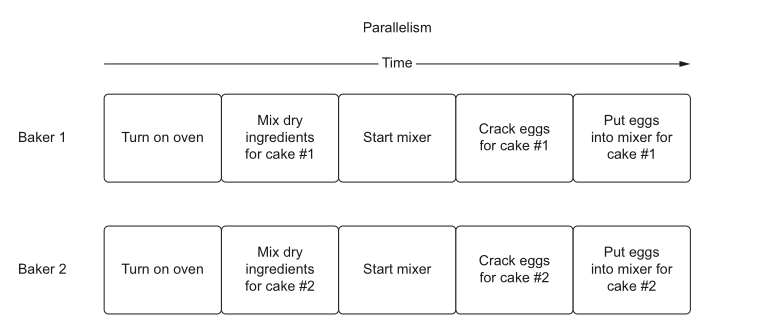 Parallelism
Time
Baker 1
Turn on oven
Mix dry
ingredients
for cake #1
Start mixer
Crack eggs
for cake #1
Put eggs
into mixer for
cake #1
Baker 2
Turn on oven
Mix dry
ingredients
for cake #2
Start mixer
Crack eggs
for cake #2
Put eggs
into mixer for
cake #2